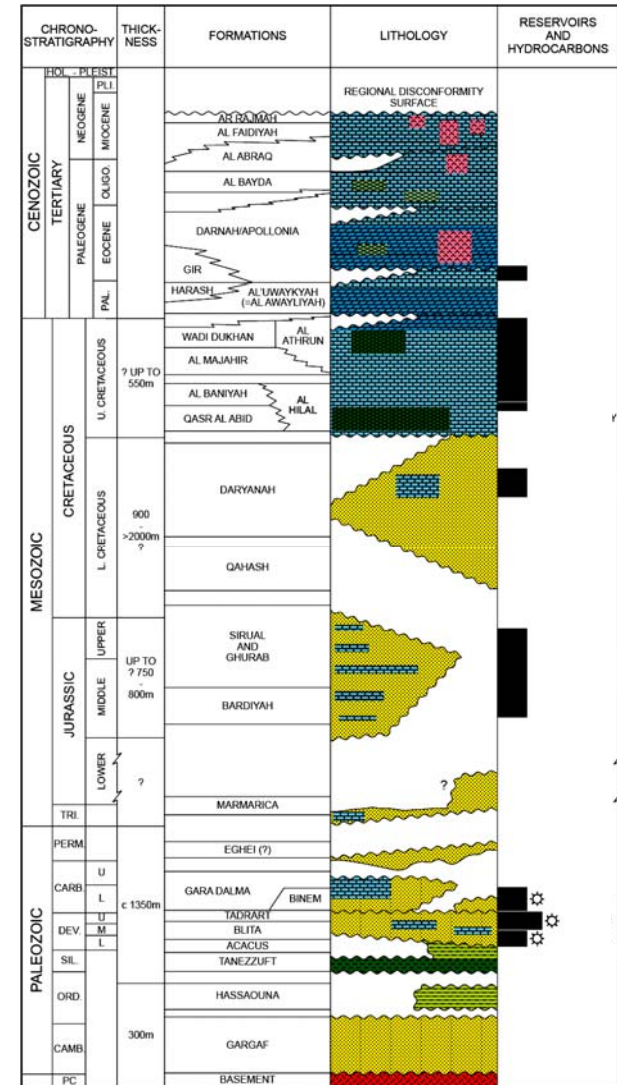 CHRONO-
STRATIGRAPHY
THICK-
NESS
FORMATIONS
LITHOLOGY
RESERVOIRS
AND
HYDROCARBONS
HOL. - PLEIST.
CENOZOIC
TERTIARY
NEOGENE
PLI.
MIOCENE
PALEOGENE
OLIGO.
EOCENE
PAL.
REGIONAL DISCONFORMITY
SURFACE
AR RAJMAH
AL FAIDIYAH
AL ABRAQ
AL BAYDA
DARNAH/APOLLONIA
GIR
HARASH
AL'UWAYKYAH
(=AL AWAYLIYAH)
MESOZOIC
CRETACEOUS
U. CRETACEOUS
? UP TO
550m
WADI DUKHAN
AL
ATHRUN
AL MAJAHIR
AL BANIYAH
AL
HILAL
QASR AL ABID
L. CRETACEOUS
900
-
>2000m
?
DARYANAH
QAHASH
JURASSIC
UPPER
MIDDLE
LOWER
UP TO
? 750
-
800m
?
SIRUAL
AND
GHURAB
BARDIYAH
?
TRI.
MARMARICA
PALEOZOIC
PERM.
EGHEI (?)
CARB.
U
L
c 1350m
GARA DALMA
BINEM
DEV.
U
M
L
TADRART
BLITA
ACACUS
SIL.
TANEZZUFT
ORD.
HASSAOUNA
CAMB.
300m
GARGAF
PC
BASEMENT